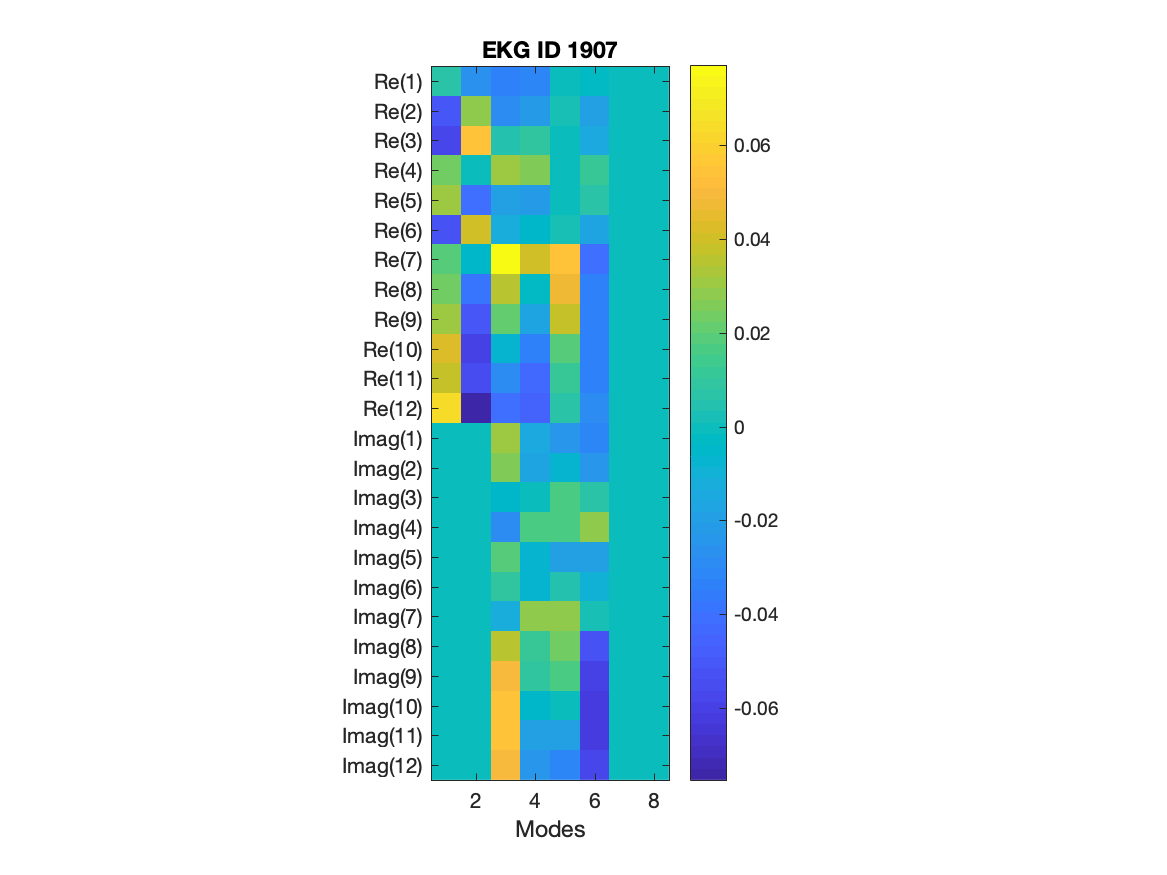 EKG ID 1907
Re(1)
Re(2)
Re(3)
Re(4)
Re(5)
Re(6)
Re(7)
Re(8)
Re(9)
Re(10)
Re(11)
Re(12)
Imag(1)
Imag(2)
Imag(3)
Imag(4)
Imag(5)
Imag(6)
Imag(7)
Imag(8)
Imag(9)
Imag(10)
Imag(11)
Imag(12)
2 4 6 8
Modes
0.06
0.04
0.02
0
-0.02
-0.04
-0.06